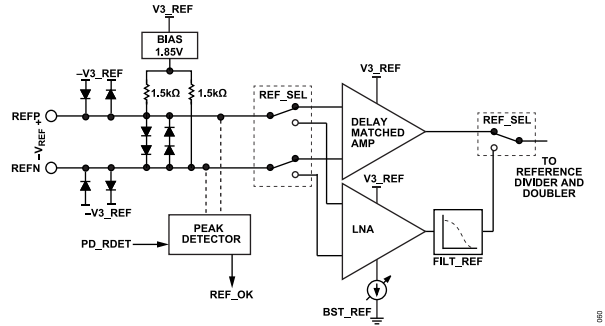 V3_REF
BIAS
1.85V
–V3_REF
1.5kΩ
1.5kΩ
REFP
+
VREF
–
REFN
–V3_REF
PD_RDET
PEAK
DETECTOR
REF_OK
REF_SEL
V3_REF
DELAY
MATCHED
AMP
V3_REF
LNA
BST_REF
FILT_REF
REF_SEL
TO
REFERENCE
DIVIDER AND
DOUBLER
060